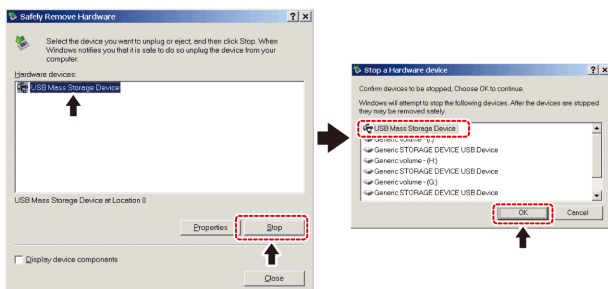 Safely Remove Hardware
Select the device you want to unplug or eject, and then click Stop. When
Windows notifies you that it is safe to do so unplug the device from your
computer.
Hardware devices:
USB Mass Storage Device
USB Mass Storage Device at Location 0
Properties
Stop
Display device components
Close
Stop a Hardware device
Confirm devices to be stopped, Choose OK to continue.
Windows will attempt to stop the following devices. After the devices are stopped
they may be removed safely.
USB Mass Storage Device
Generic volume -
Generic STORAGE DEVICE USB Device
Generic volume - (H:)
Generic STORAGE DEVICE USB Device
Generic volume - (G:)
Generic STORAGE DEVICE USB Device
OK
Cancel